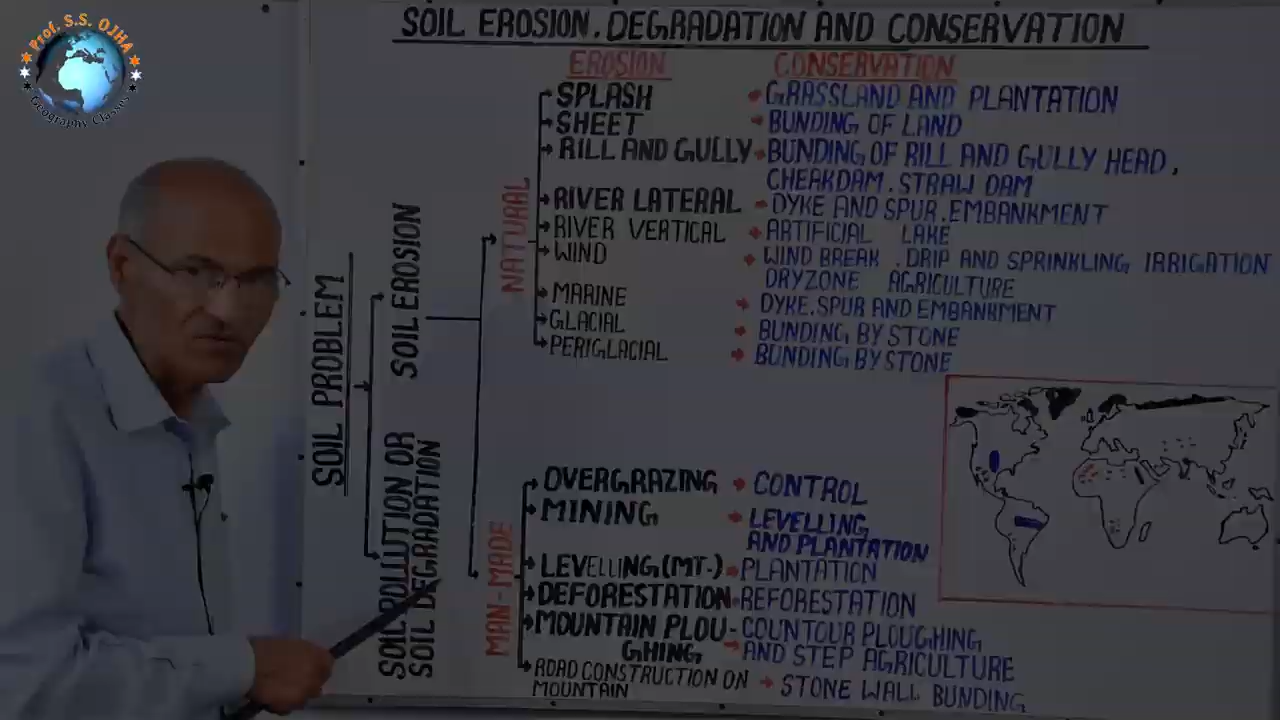 Prof. S.S. OJHA
Geography Classes
SOIL EROSION, DEGRADATION AND CONSERVATION
EROSION
CONSERVATION
SOIL PROBLEM
SOIL EROSION
SOIL POLLUTION OR
SOIL DEGRADATION
NATURAL
SPLASH GRASSLAND AND PLANTATION
SHEET BUNDING OF LAND
RILL AND GULLY BUNDING OF RILL AND GULLY HEAD,
CHEAKDAM. STRAW DAM
RIVER LATERAL DYKE AND SPUR. EMBANKMENT
RIVER VERTICAL ARTIFICIAL LAKE
WIND WIND BREAK . DRIP AND SPRINKLING IRRIGATION
DRYZONE AGRICULTURE
MARINE DYKE. SPUR AND EMBANKMENT
GLACIAL BUNDING BY STONE
PERIGLACIAL BUNDING BY STONE
MAN-MADE
OVERGRAZING CONTROL
MINING LEVELLING
AND PLANTATION
LEVELLING (MT.) PLANTATION
DEFORESTATION REFORESTATION
MOUNTAIN PLOU- COUNTOUR PLOUGHING
GHING AND STEP AGRICULTURE
ROAD CONSTRUCTION ON STONE WALL BUNDING
MOUNTAIN